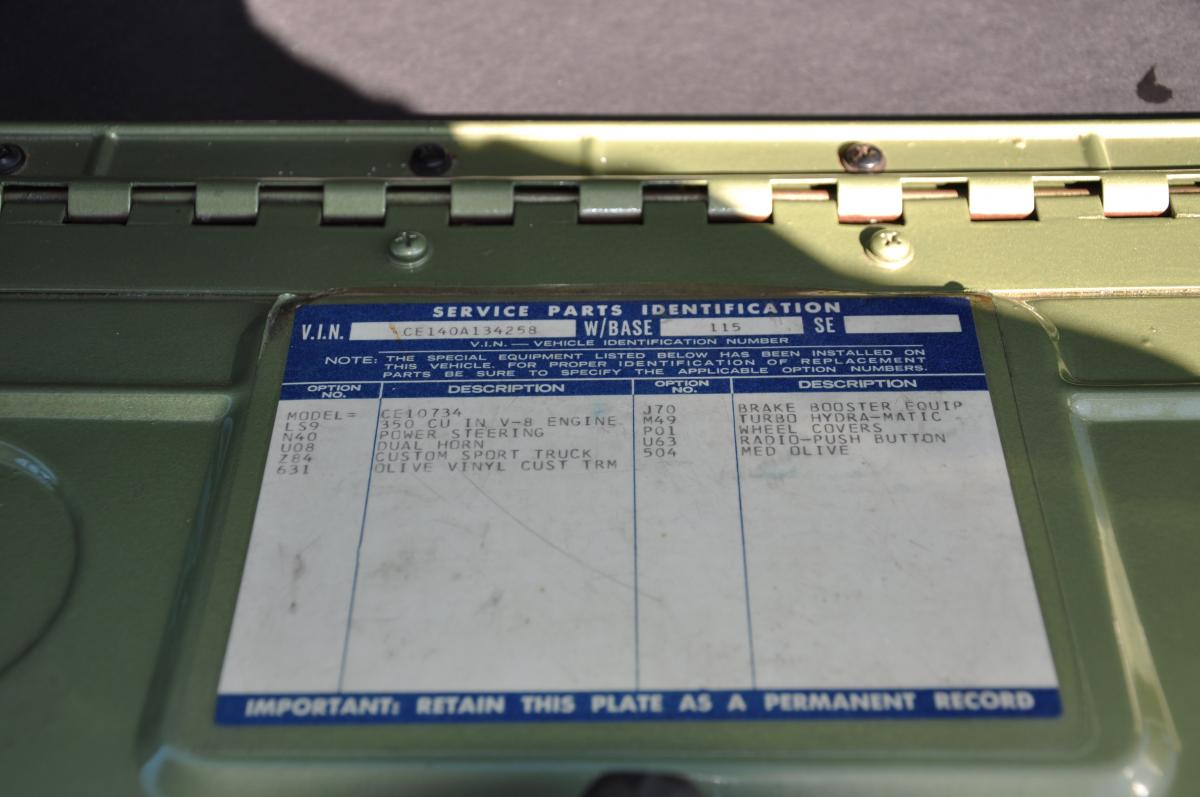 SERVICE PARTS IDENTIFICATION
V.I.N. CE140A134258 W/BASE 115 SE
V.I.N. — VEHICLE IDENTIFICATION NUMBER
NOTE: THE SPECIAL EQUIPMENT LISTED BELOW HAS BEEN INSTALLED ON
THIS VEHICLE. FOR PROPER IDENTIFICATION OF REPLACEMENT
PARTS BE SURE TO SPECIFY THE APPLICABLE OPTION NUMBERS.
OPTION NO. DESCRIPTION OPTION NO. DESCRIPTION
MODEL= CE10734 J70 BRAKE BOOSTER EQUIP
LS9 350 CU IN V-8 ENGINE M49 TURBO HYDRA-MATIC
N40 POWER STEERING P01 WHEEL COVERS
U08 DUAL HORN U63 RADIO-PUSH BUTTON
Z84 CUSTOM SPORT TRUCK 504 MED OLIVE
631 OLIVE VINYL CUST TRM
IMPORTANT: RETAIN THIS PLATE AS A PERMANENT RECORD